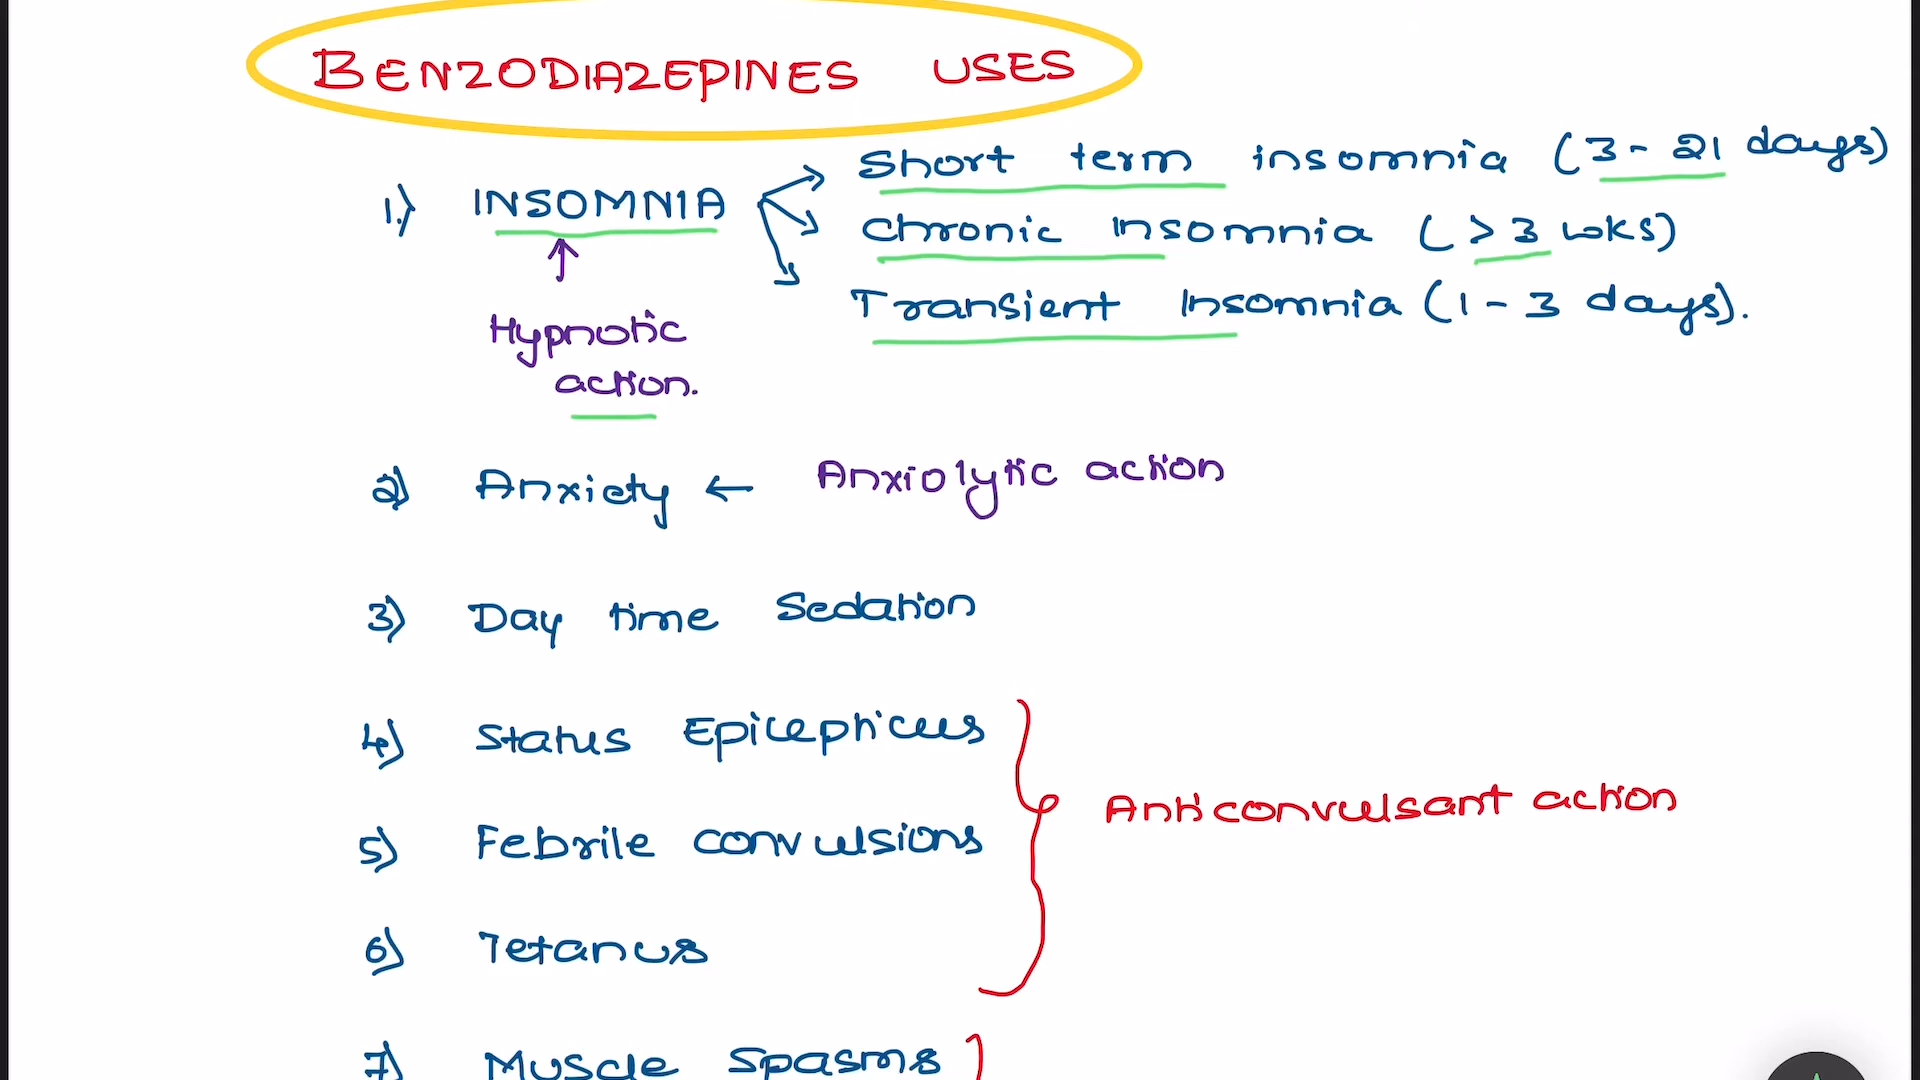 BENZODIAZEPINES USES
1.) INSOMNIA
Short term insomnia (3 - 21 days)
Chronic Insomnia (>3 wks)
Transient Insomnia (1 - 3 days).
Hypnotic
action.
2) Anxiety ← Anxiolytic action
3) Day time Sedation
4) Status Epilepticus
5) Febrile convulsions
6) Tetanus
Anticonvulsant action
7) Muscle Spasms